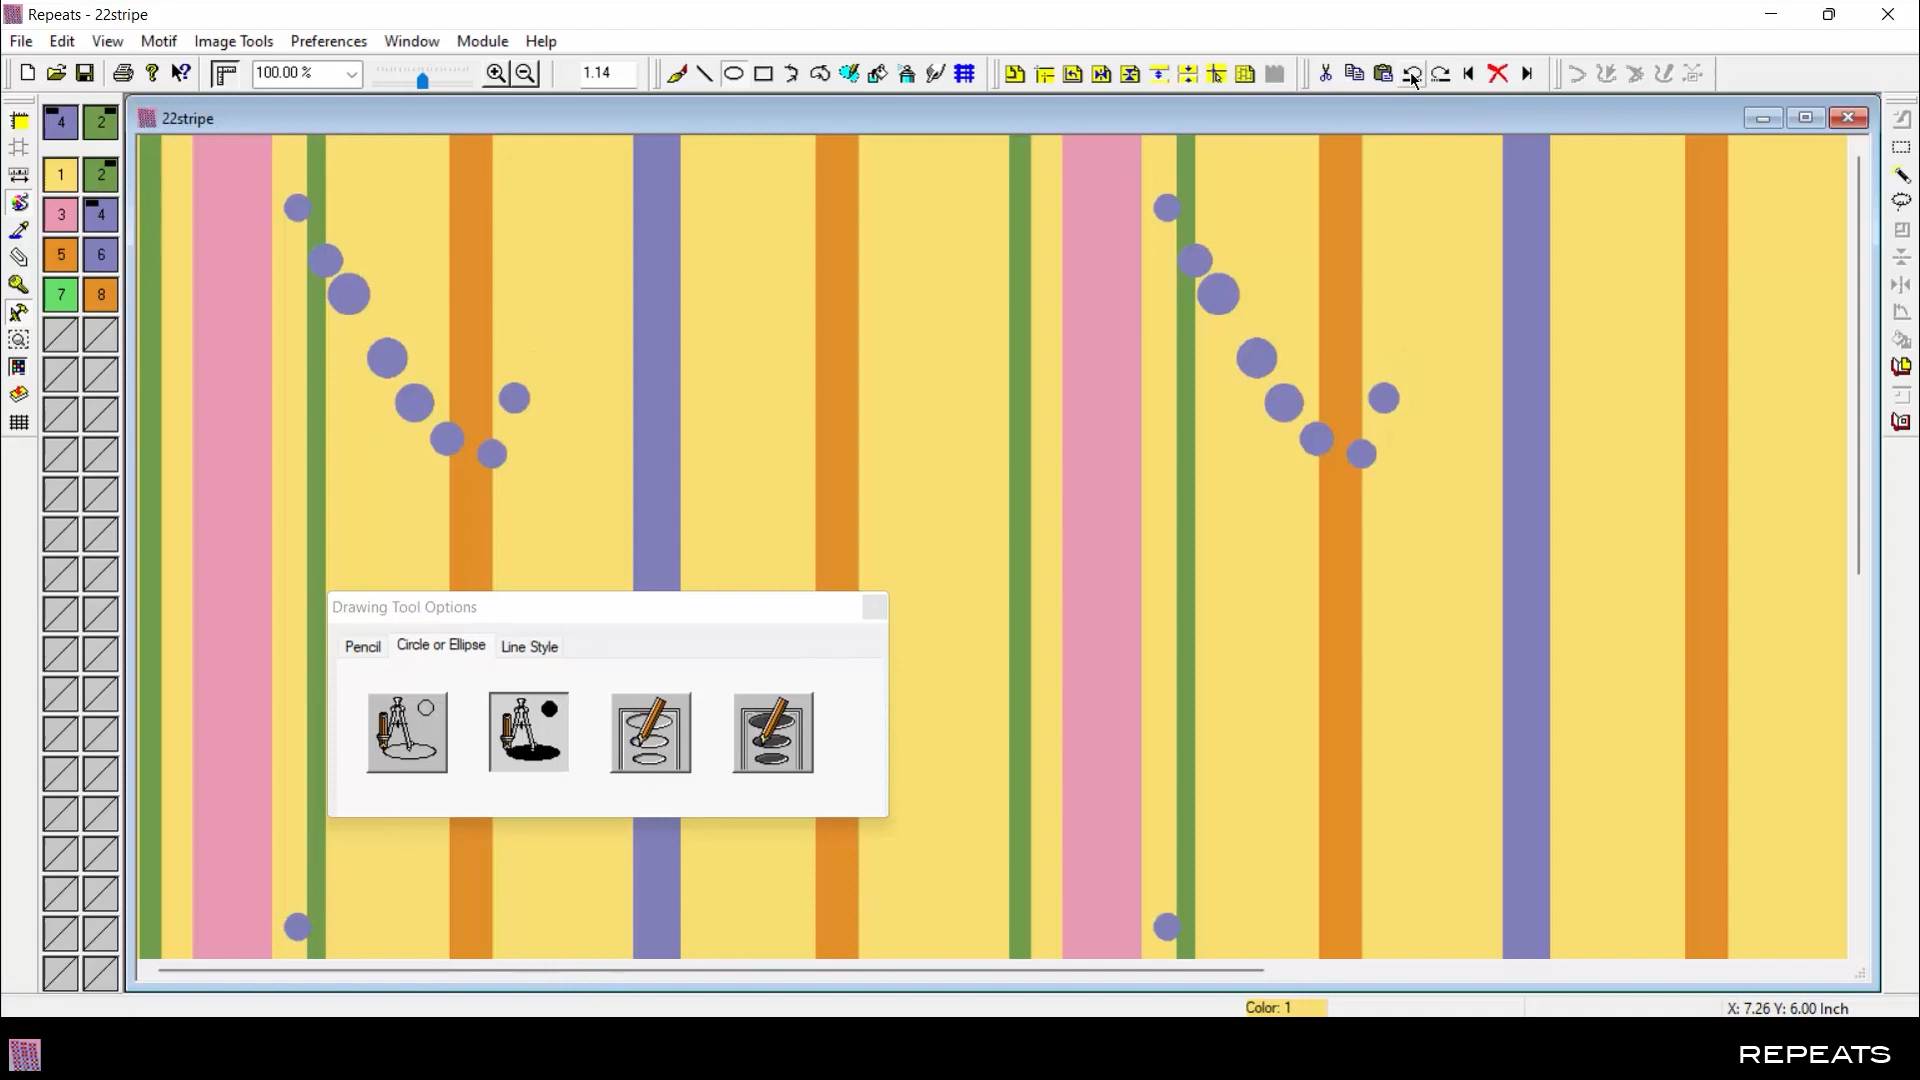 Repeats - 22stripe
File Edit View Motif Image Tools Preferences Window Module Help
100.00 % 1.14
22stripe
4 2
1 2
3 4
5 6
7 8
Drawing Tool Options
Pencil Circle or Ellipse Line Style
Color: 1 X: 7.26 Y: 6.00 Inch
REPEATS